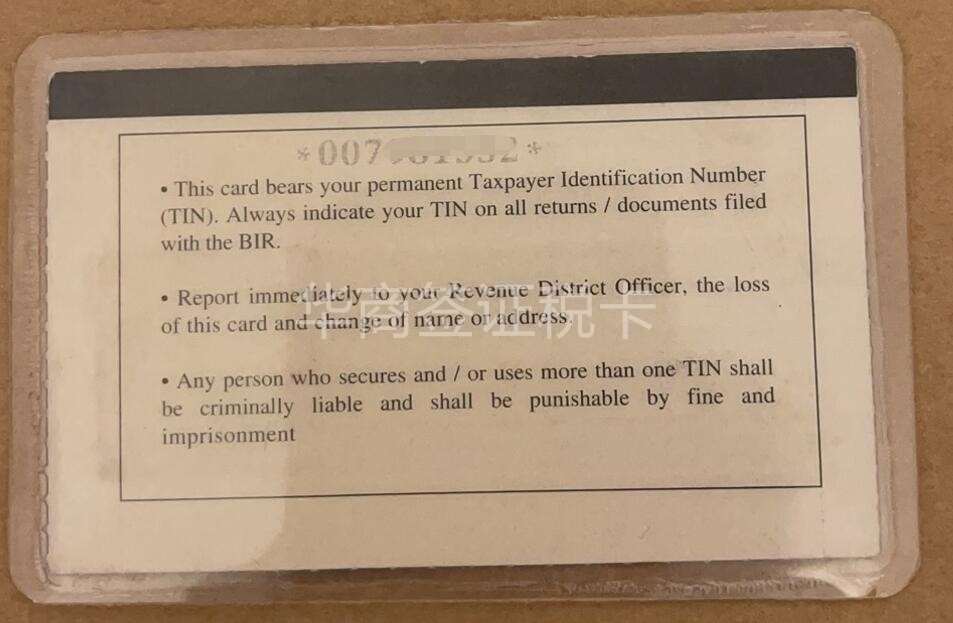 • This card bears your permanent Taxpayer Identification Number
(TIN). Always indicate your TIN on all returns / documents filed
with the BIR.
• Report immediately to your Revenue District Officer, the loss
of this card and change of name or address.
华商签证税卡
• Any person who secures and / or uses more than one TIN shall
be criminally liable and shall be punishable by fine and
imprisonment